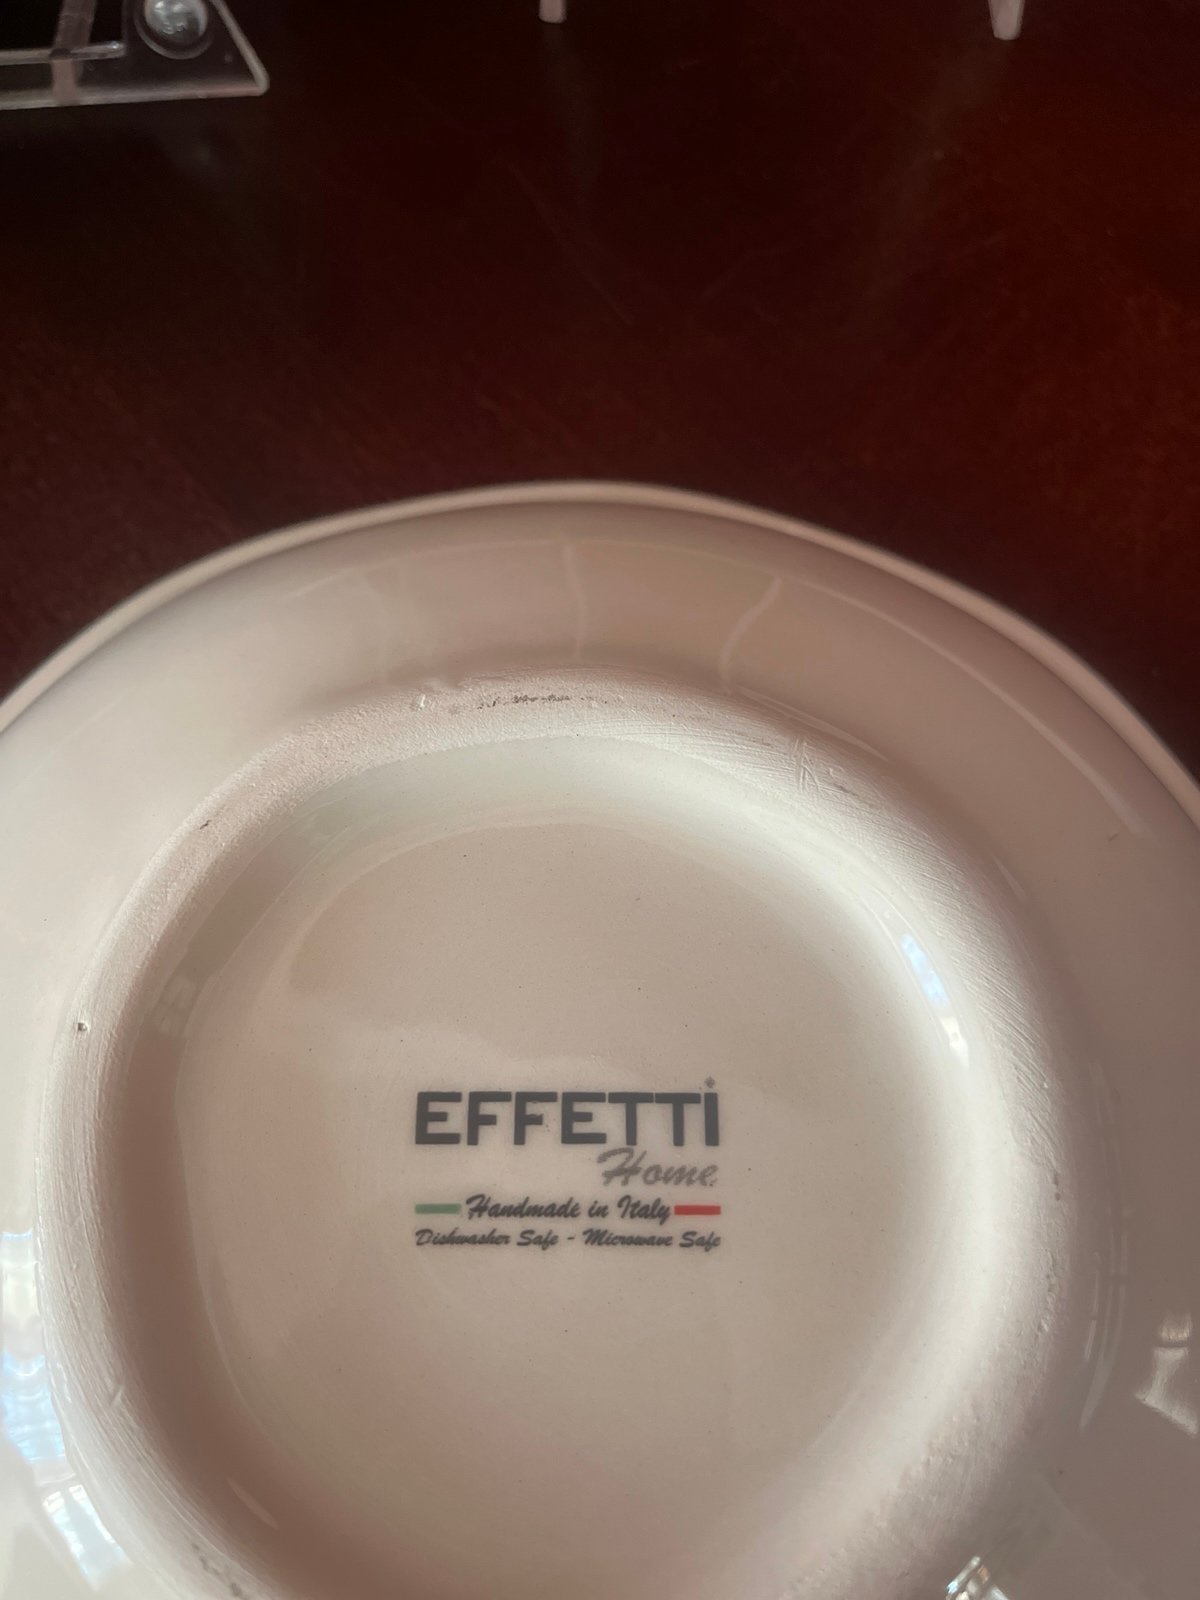 EFFETTI
Home
Handmade in Italy
Dishwasher Safe - Microwave Safe